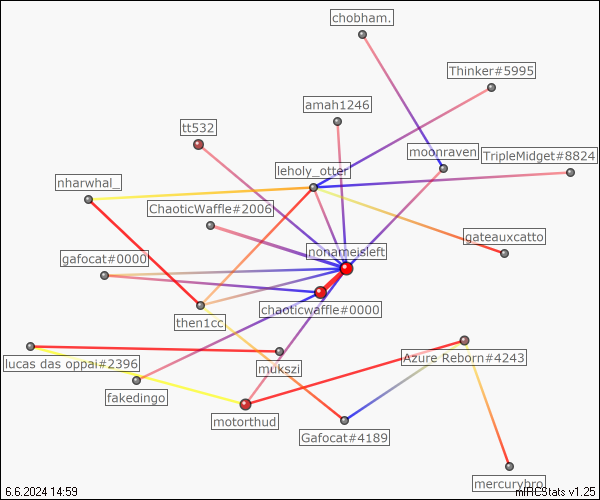 chobham.
Thinker#5995
amah1246
tt532
moonraven
TripleMidget#8824
leholy_otter
nharwhal_
ChaoticWaffle#2006
gateauxcatto
nonameisleft
gafocat#0000
chaoticwaffle#0000
then1cc
Azure Reborn#4243
lucas das oppai#2396
mukszi
fakedingo
motorthud
Gafocat#4189
mercurybro
6.6.2024 14:59
mIRCStats v1.25